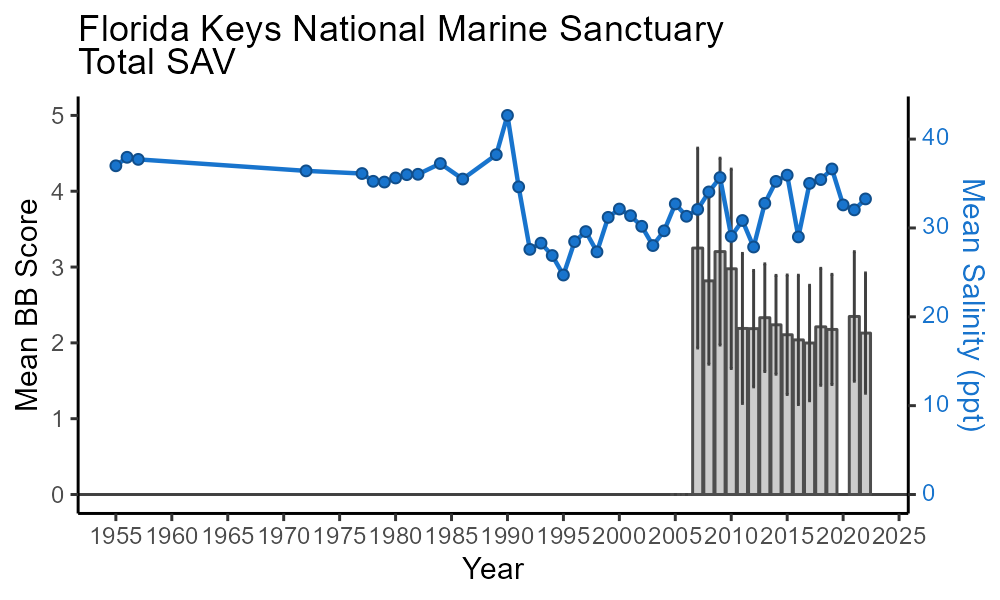 Florida Keys National Marine Sanctuary
Total SAV
5
4
3
2
1
0
Mean BB Score
40
30
20
10
0
Mean Salinity (ppt)
1955 1960 1965 1970 1975 1980 1985 1990 1995 2000 2005 2010 2015 2020 2025
Year